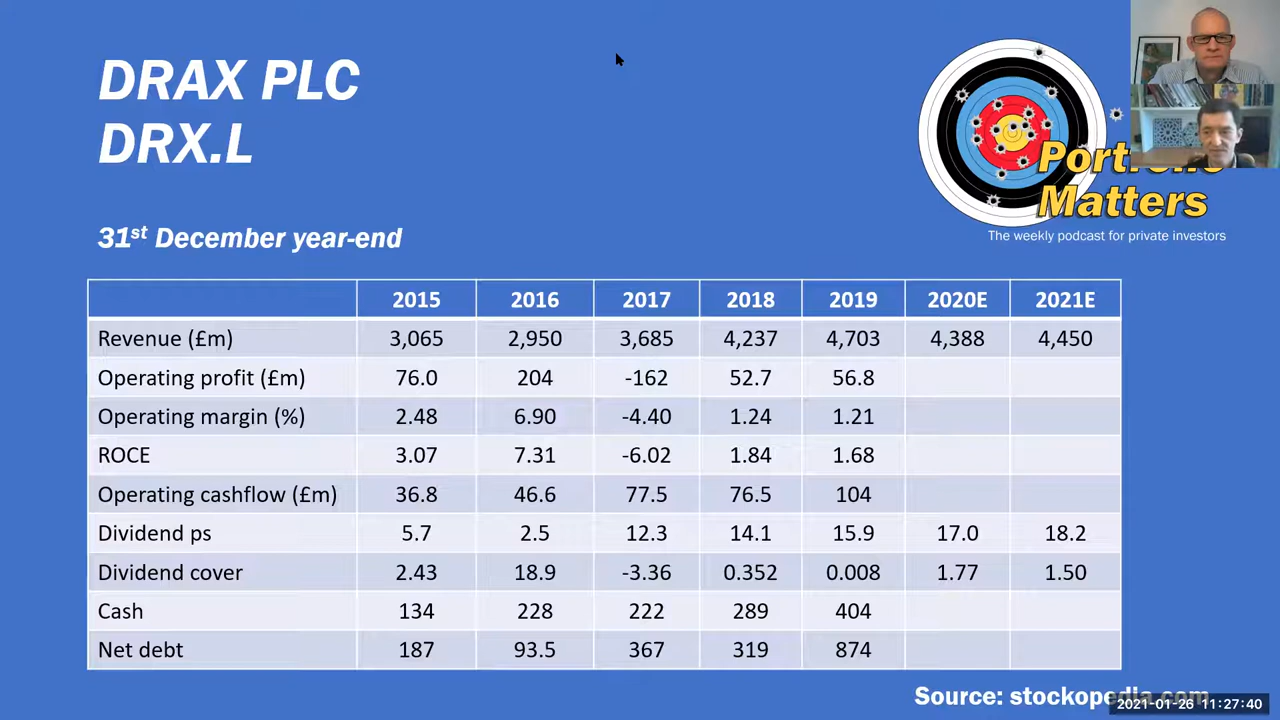 DRAX PLC
DRX.L
Matters
The weekly podcast for private investors
31st December year-end
2015 2016 2017 2018 2019 2020E 2021E
Revenue (£m) 3,065 2,950 3,685 4,237 4,703 4,388 4,450
Operating profit (£m) 76.0 204 -162 52.7 56.8
Operating margin (%) 2.48 6.90 -4.40 1.24 1.21
ROCE 3.07 7.31 -6.02 1.84 1.68
Operating cashflow (£m) 36.8 46.6 77.5 76.5 104
Dividend ps 5.7 2.5 12.3 14.1 15.9 17.0 18.2
Dividend cover 2.43 18.9 -3.36 0.352 0.008 1.77 1.50
Cash 134 228 222 289 404
Net debt 187 93.5 367 319 874
Source: stockopedia.com
2021-01-26 11:27:40